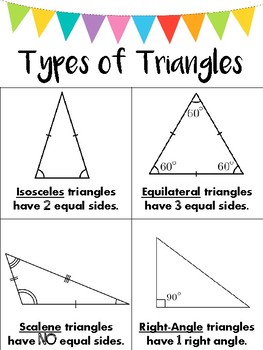 Types of Triangles
60°
60°
60°
Isosceles triangles
have 2 equal sides.
Equilateral triangles
have 3 equal sides.
90°
Scalene triangles
have NO equal sides.
Right-Angle triangles
have 1 right angle.